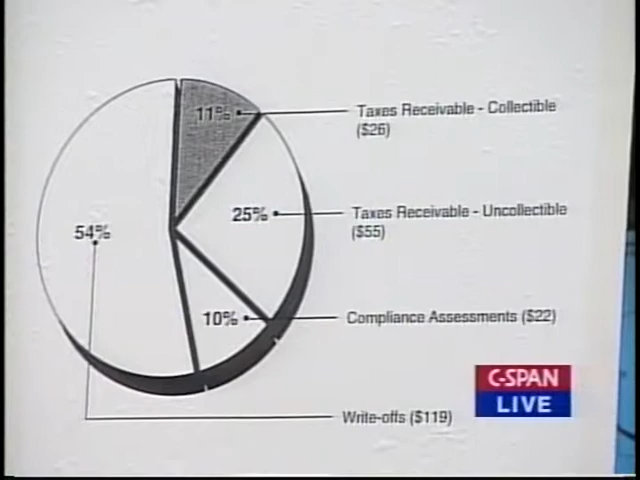 11%
Taxes Receivable - Collectible
($26)
25%
Taxes Receivable - Uncollectible
($55)
54%
10%
Compliance Assessments ($22)
C-SPAN
LIVE
Write-offs ($119)